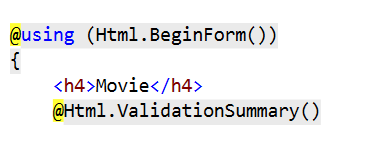 @using (Html.BeginForm())
{
    <h4>Movie</h4>
    @Html.ValidationSummary()